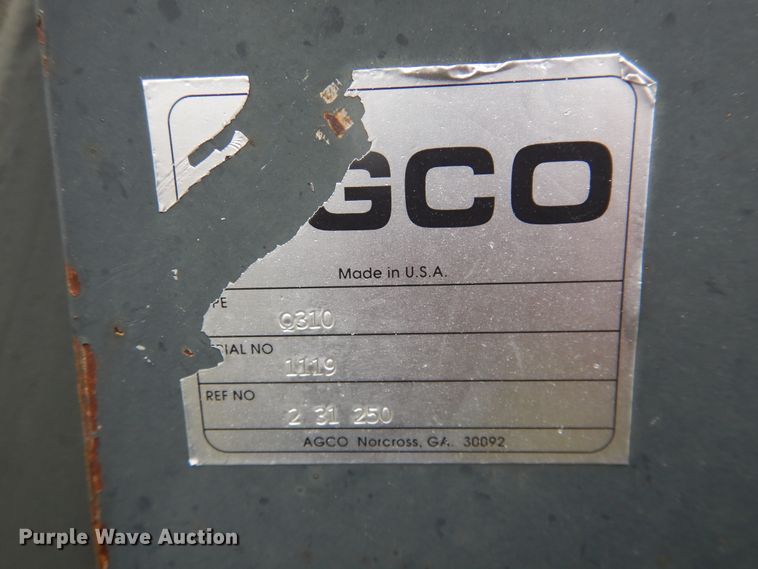 GCO
Made in U.S.A.
PE
Q310
RIAL NO
1119
REF NO
2 31 250
AGCO Norcross, GA. 30092
Purple Wave Auction